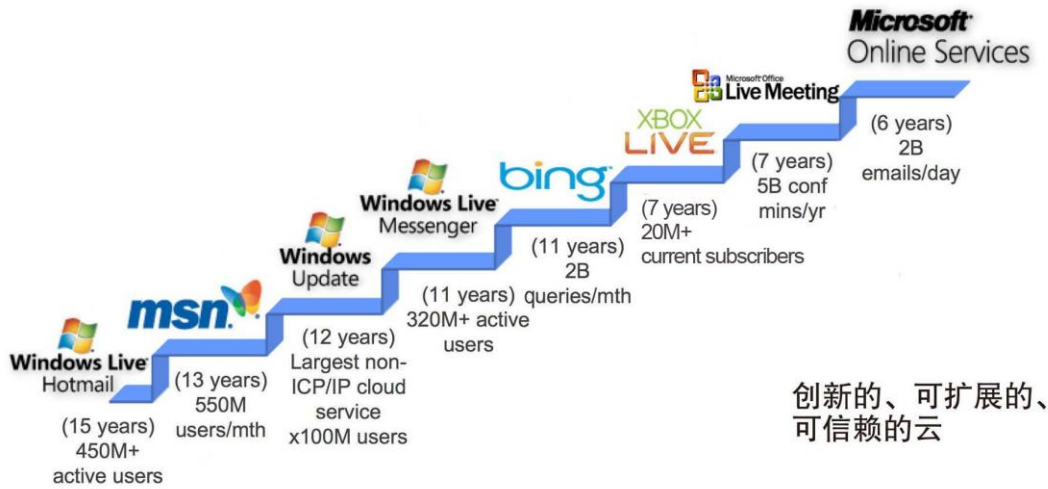 Microsoft
Online Services
(6 years)
2B
emails/day
Microsoft Office
Live Meeting
(7 years)
5B conf
mins/yr
XBOX
LIVE
(7 years)
20M+
current subscribers
bing
(11 years)
2B
queries/mth
Windows Live
Messenger
(11 years)
320M+ active
users
Windows
Update
(12 years)
Largest non-
ICP/IP cloud
service
x100M users
msn
(13 years)
550M
users/mth
Windows Live
Hotmail
(15 years)
450M+
active users
创新的、可扩展的、
可信赖的云